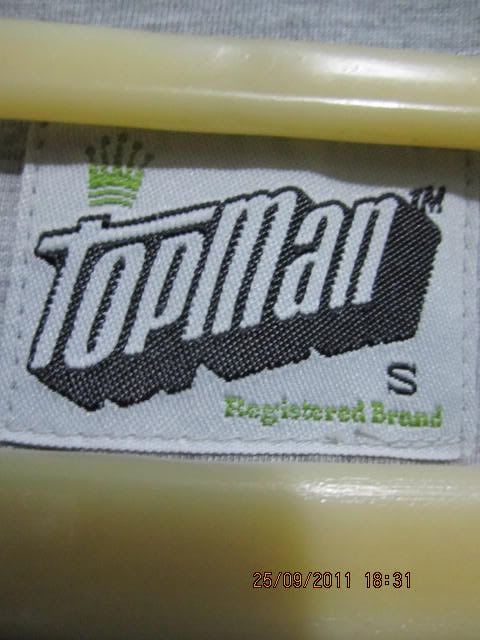 TopMan™
S
Registered Brand
25/09/2011 18:31